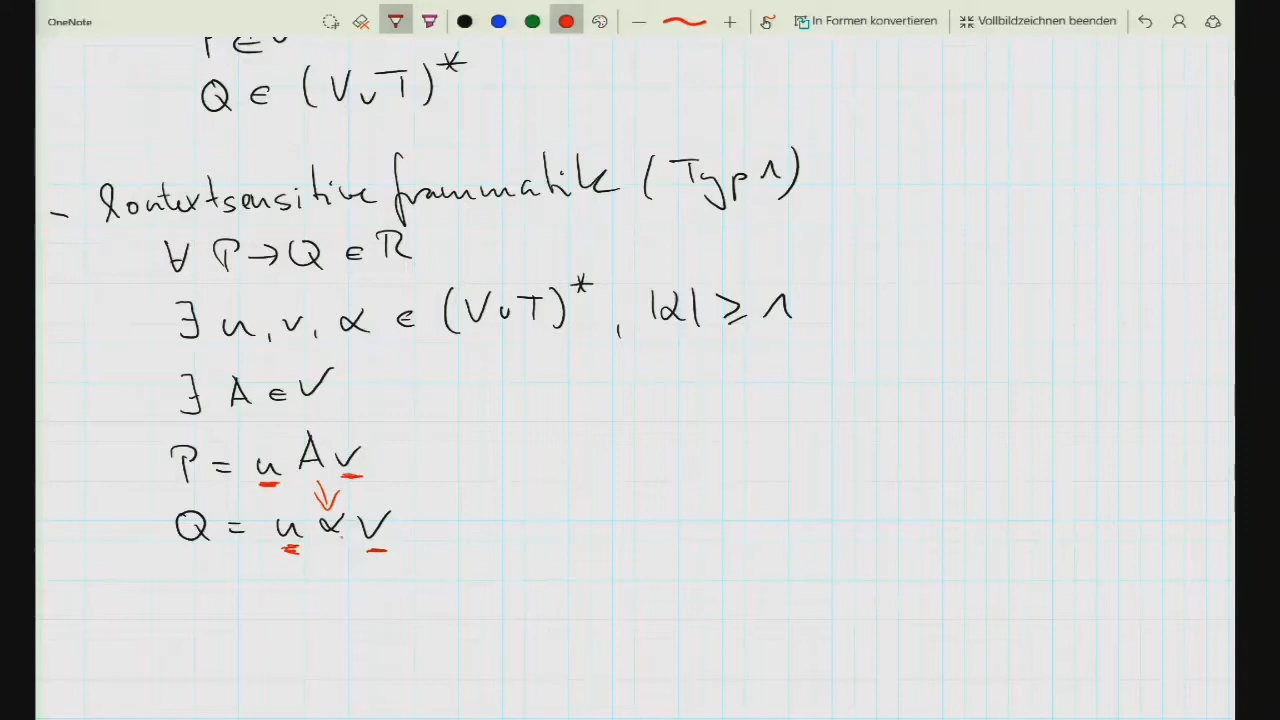 OneNote
In Formen konvertieren
Vollbildzeichnen beenden
P ∈ V
Q ∈ (V ∪ T)*
- kontextsensitive Grammatik (Typ 1)
∀ P → Q ∈ R
∃ u, v, α ∈ (V ∪ T)*, |α| ≥ 1
∃ A ∈ V
P = u A v
Q = u α v